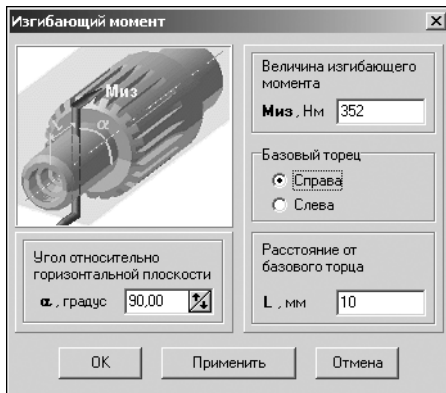 Изгибающий момент
Миз
α
Величина изгибающего
момента
Миз , Нм 352
Базовый торец
Справа
Слева
Угол относительно
горизонтальной плоскости
α , градус 90,00
Расстояние от
базового торца
L , мм 10
ОК
Применить
Отмена